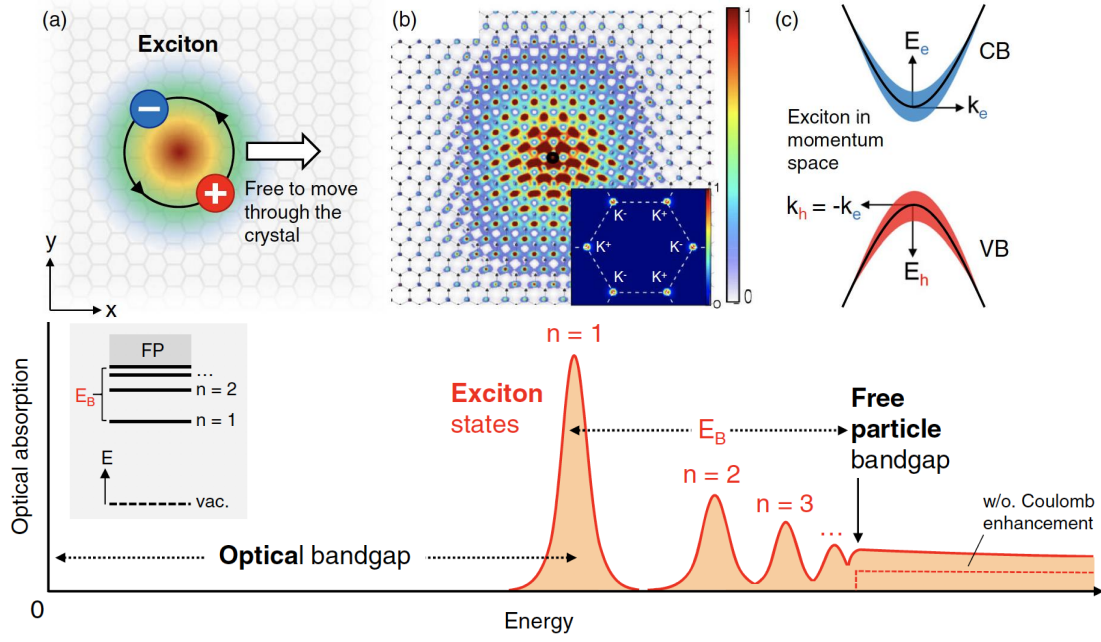 (a)
Exciton
−
+
Free to move
through the
crystal
y
x
(b)
1
0
1
0
K⁻
K⁺
K⁺
K⁻
K⁻
K⁺
(c)
Eₑ
CB
kₑ
Exciton in
momentum
space
kₕ = -kₑ
VB
Eₕ
Optical absorption
FP
...
E_B
n = 2
n = 1
E
vac.
n = 1
Exciton
states
E_B
Free
particle
bandgap
n = 2
n = 3
...
w/o. Coulomb
enhancement
Optical bandgap
0
Energy